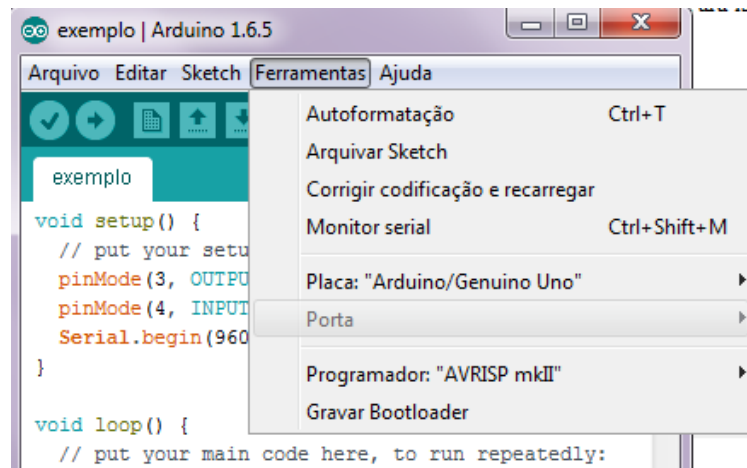 exemplo | Arduino 1.6.5
Arquivo Editar Sketch Ferramentas Ajuda
exemplo
Autoformatação Ctrl+T
Arquivar Sketch
Corrigir codificação e recarregar
Monitor serial Ctrl+Shift+M
Placa: "Arduino/Genuino Uno"
Porta
Programador: "AVRISP mkII"
Gravar Bootloader
void setup() {
// put your setu
pinMode(3, OUTPU
pinMode(4, INPUT
Serial.begin(960
}
void loop() {
// put your main code here, to run repeatedly: